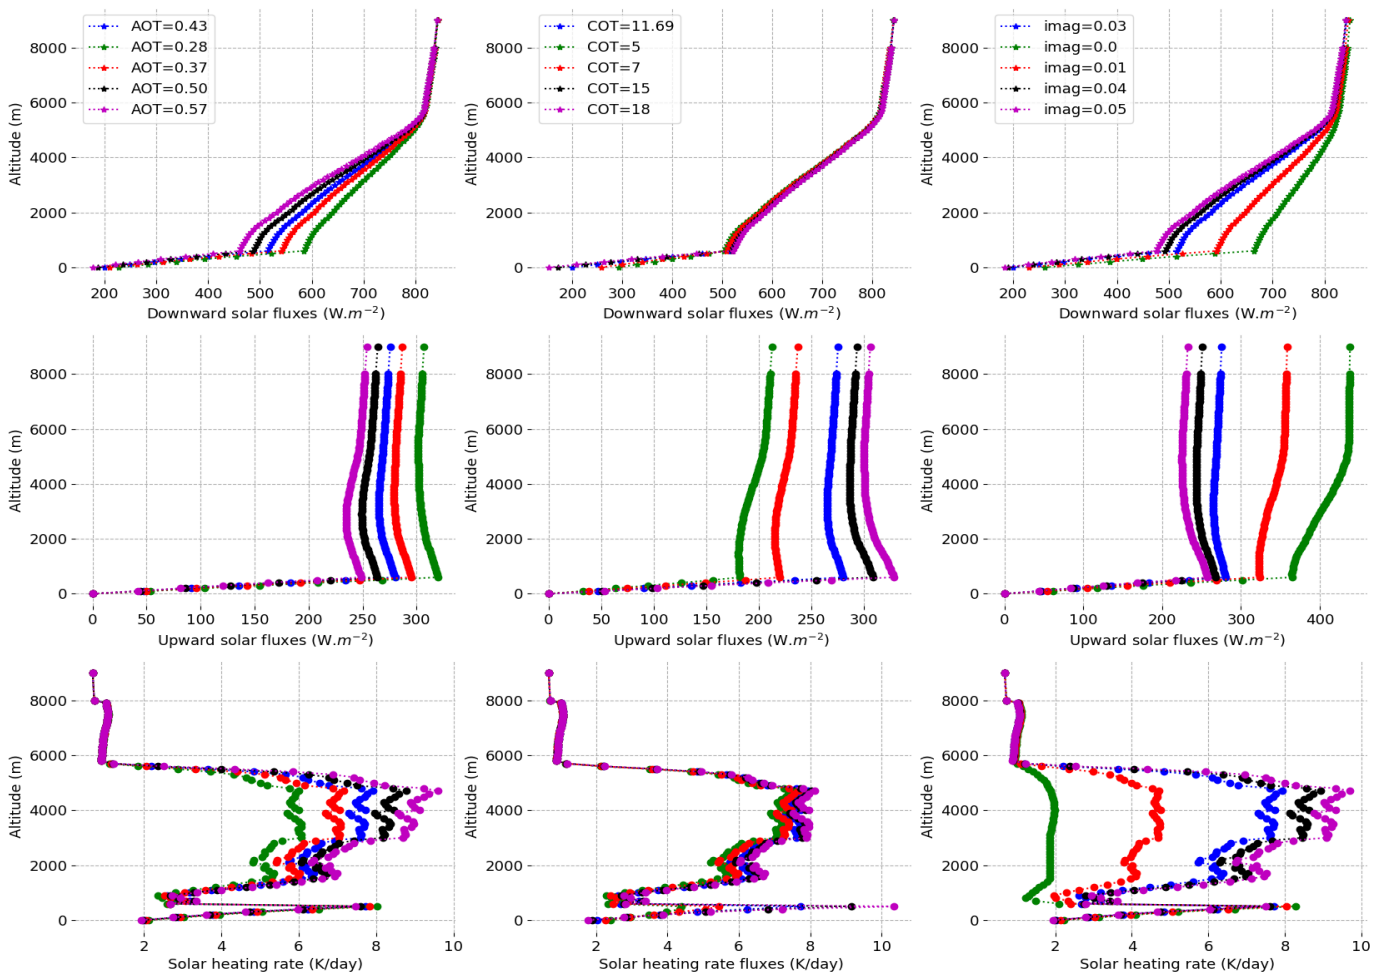 AOT=0.43
AOT=0.28
AOT=0.37
AOT=0.50
AOT=0.57
8000
6000
4000
2000
0
Altitude (m)
200 300 400 500 600 700 800
Downward solar fluxes (W.m−2)
COT=11.69
COT=5
COT=7
COT=15
COT=18
8000
6000
4000
2000
0
Altitude (m)
200 300 400 500 600 700 800
Downward solar fluxes (W.m−2)
imag=0.03
imag=0.0
imag=0.01
imag=0.04
imag=0.05
8000
6000
4000
2000
0
Altitude (m)
200 300 400 500 600 700 800
Downward solar fluxes (W.m−2)
8000
6000
4000
2000
0
Altitude (m)
0 50 100 150 200 250 300
Upward solar fluxes (W.m−2)
8000
6000
4000
2000
0
Altitude (m)
0 50 100 150 200 250 300
Upward solar fluxes (W.m−2)
8000
6000
4000
2000
0
Altitude (m)
0 100 200 300 400
Upward solar fluxes (W.m−2)
8000
6000
4000
2000
0
Altitude (m)
2 4 6 8 10
Solar heating rate (K/day)
8000
6000
4000
2000
0
Altitude (m)
2 4 6 8 10
Solar heating rate fluxes (K/day)
8000
6000
4000
2000
0
Altitude (m)
2 4 6 8 10
Solar heating rate (K/day)